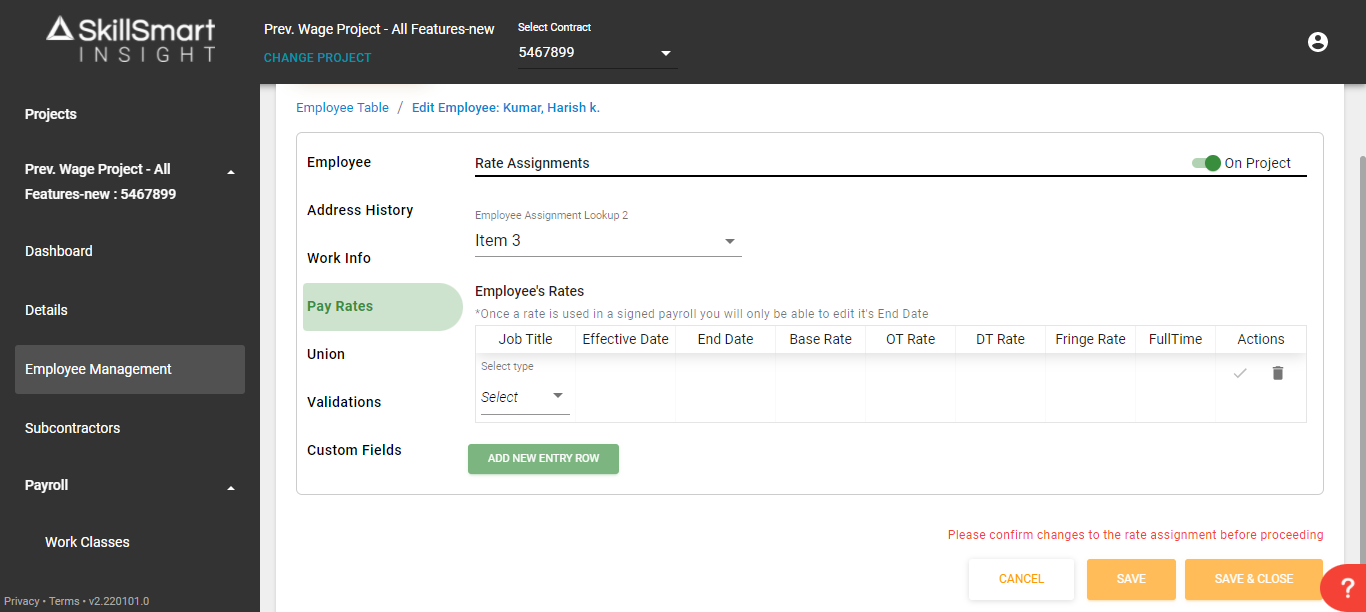 SkillSmart
INSIGHT
Prev. Wage Project - All Features-new
CHANGE PROJECT
Select Contract
5467899
Projects
Prev. Wage Project - All
Features-new : 5467899
Dashboard
Details
Employee Management
Subcontractors
Payroll
Work Classes
Privacy • Terms • v2.220101.0
Employee Table / Edit Employee: Kumar, Harish k.
Employee
Address History
Work Info
Pay Rates
Union
Validations
Custom Fields
Rate Assignments
On Project
Employee Assignment Lookup 2
Item 3
Employee's Rates
*Once a rate is used in a signed payroll you will only be able to edit it's End Date
Job Title Effective Date End Date Base Rate OT Rate DT Rate Fringe Rate FullTime Actions
Select type
Select
ADD NEW ENTRY ROW
Please confirm changes to the rate assignment before proceeding
CANCEL SAVE SAVE & CLOSE
?